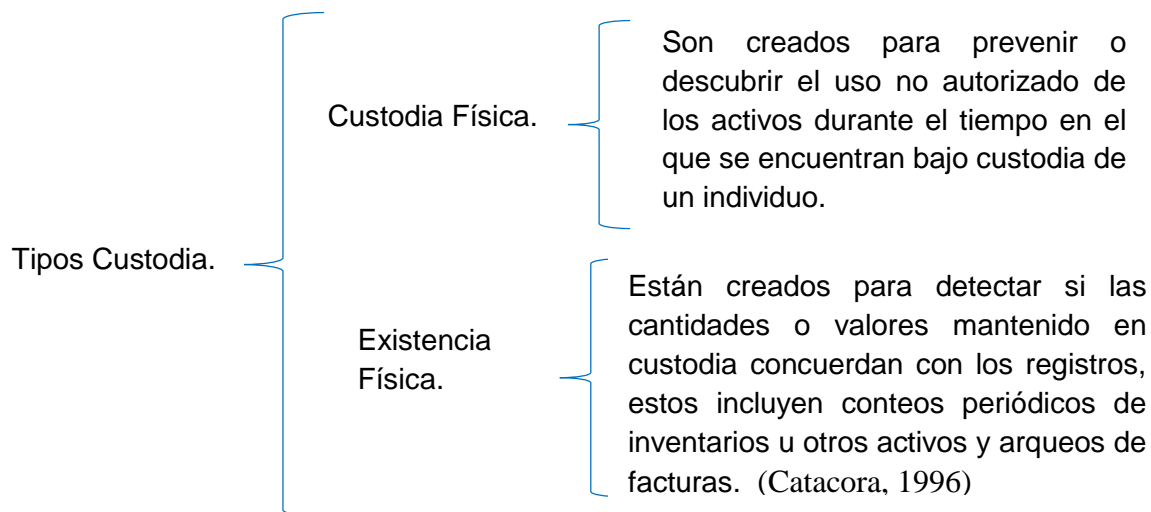 Tipos Custodia.
Custodia Física.
Son creados para prevenir o
descubrir el uso no autorizado de
los activos durante el tiempo en el
que se encuentran bajo custodia de
un individuo.
Existencia
Física.
Están creados para detectar si las
cantidades o valores mantenido en
custodia concuerdan con los registros,
estos incluyen conteos periódicos de
inventarios u otros activos y arqueos de
facturas. (Catacora, 1996)